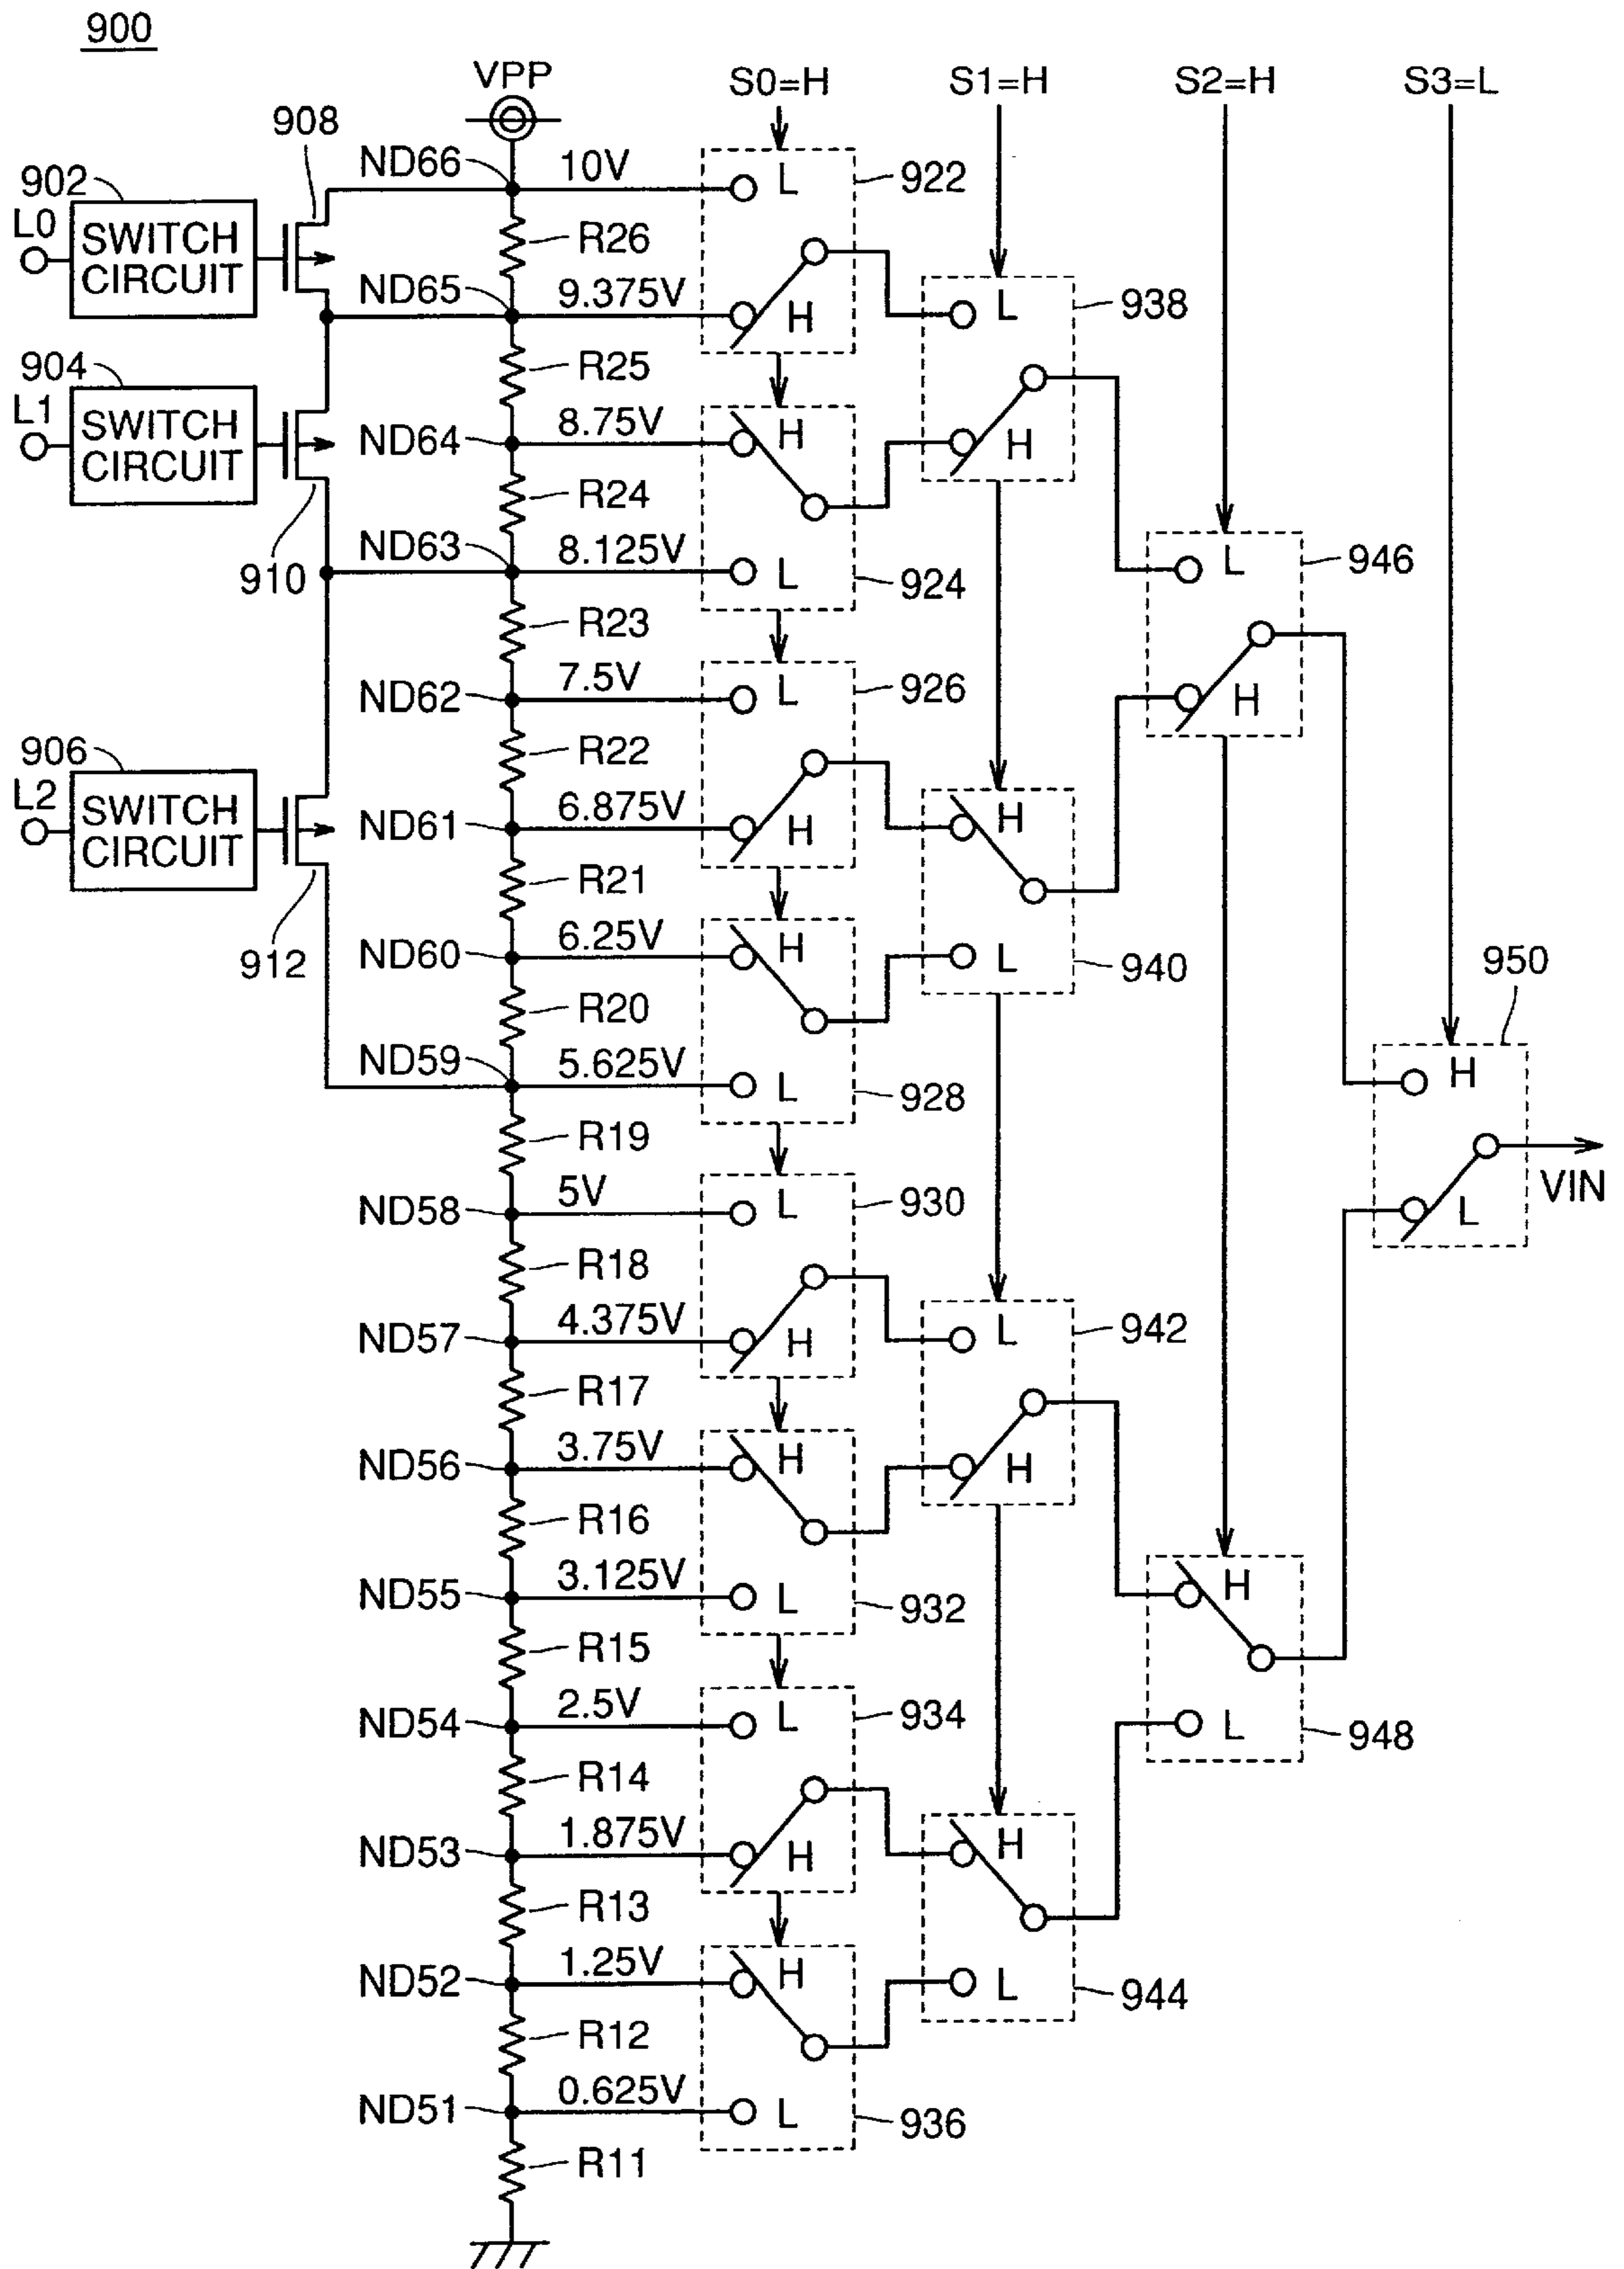 900
VPP
S0=H
S1=H
S2=H
S3=L
908
902
L0
SWITCH
CIRCUIT
ND66
10V
L
922
R26
ND65
9.375V
H
L
938
R25
904
L1
SWITCH
CIRCUIT
ND64
8.75V
H
H
R24
910
ND63
8.125V
L
924
L
946
R23
ND62
7.5V
L
926
H
R22
906
L2
SWITCH
CIRCUIT
ND61
6.875V
H
H
R21
912
ND60
6.25V
H
L
940
950
R20
ND59
5.625V
L
928
H
R19
ND58
5V
L
930
L
VIN
R18
ND57
4.375V
H
L
942
R17
ND56
3.75V
H
H
R16
ND55
3.125V
L
932
H
R15
ND54
2.5V
L
934
L
948
R14
ND53
1.875V
H
H
R13
ND52
1.25V
H
L
944
R12
ND51
0.625V
L
936
R11